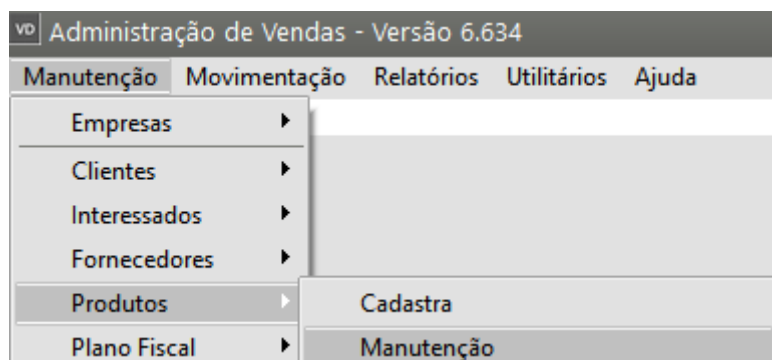 VD Administração de Vendas - Versão 6.634
Manutenção Movimentação Relatórios Utilitários Ajuda
Empresas
Clientes
Interessados
Fornecedores
Produtos Cadastra
Plano Fiscal Manutenção